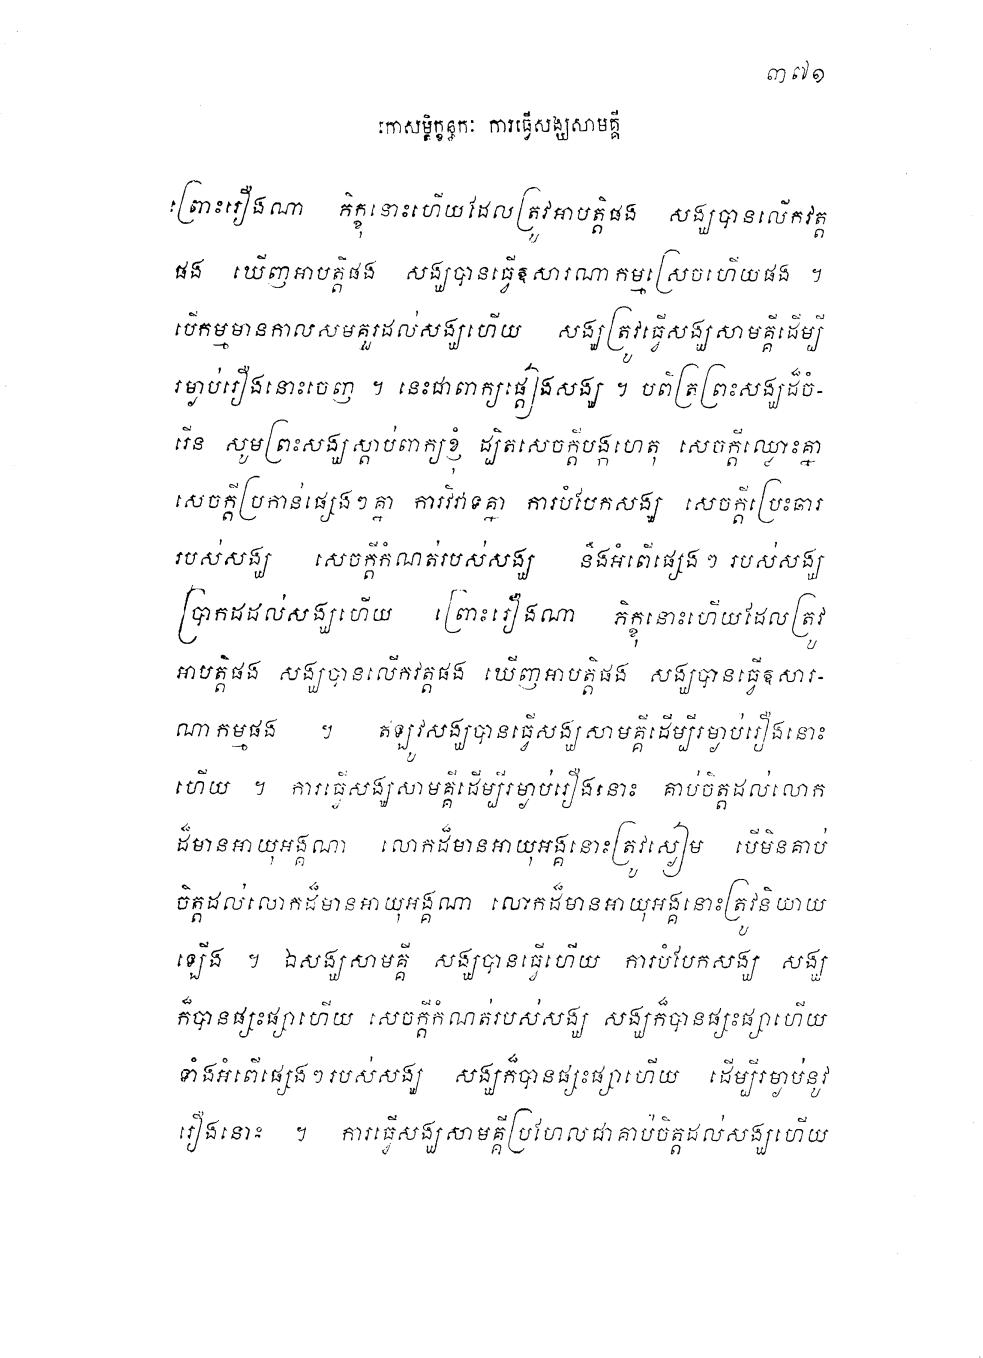 ៣៧១
កោសម្ពិក្ខន្ធកៈ ការធ្វើសង្ឃសាមគ្គី
ព្រោះរឿងណា ភិក្ខុនោះហើយដែលត្រូវអាបត្តិផង សង្ឃបានលើកវត្ត
ផង ឃើញអាបត្តិផង សង្ឃបានធ្វើឧសារណាកម្មស្រេចហើយផង ។
បើកម្មមានកាលសមគួរដល់សង្ឃហើយ សង្ឃត្រូវធ្វើសង្ឃសាមគ្គីដើម្បី
រម្ងាប់រឿងនោះចេញ ។ នេះជាពាក្យផ្តៀងសង្ឃ ។ បពិត្រព្រះសង្ឃដ៏ចំ-
រើន សូមព្រះសង្ឃស្តាប់ពាក្យខ្ញុំ ដ្បិតសេចក្តីបង្កហេតុ សេចក្តីឈ្លោះគ្នា
សេចក្តីប្រកាន់ផ្សេងៗគ្នា ការវិវាទគ្នា ការបំបែកសង្ឃ សេចក្តីប្រេះឆារ
របស់សង្ឃ សេចក្តីកំណត់របស់សង្ឃ នឹងអំពើផ្សេងៗ របស់សង្ឃ
ប្រាកដដល់សង្ឃហើយ ព្រោះរឿងណា ភិក្ខុនោះហើយដែលត្រូវ
អាបត្តិផង សង្ឃបានលើកវត្តផង ឃើញអាបត្តិផង សង្ឃបានធ្វើឧសារ-
ណាកម្មផង ។ ឥឡូវសង្ឃបានធ្វើសង្ឃសាមគ្គីដើម្បីរម្ងាប់រឿងនោះ
ហើយ ។ ការធ្វើសង្ឃសាមគ្គីដើម្បីរម្ងាប់រឿងនោះ គាប់ចិត្តដល់លោក
ដ៏មានអាយុអង្គណា លោកដ៏មានអាយុអង្គនោះត្រូវស្ងៀម បើមិនគាប់
ចិត្តដល់លោកដ៏មានអាយុអង្គណា លោកដ៏មានអាយុអង្គនោះត្រូវនិយាយ
ឡើង ។ ឯសង្ឃសាមគ្គី សង្ឃបានធ្វើហើយ ការបំបែកសង្ឃ សង្ឃ
ក៏បានផ្សះផ្សាហើយ សេចក្តីកំណត់របស់សង្ឃ សង្ឃក៏បានផ្សះផ្សាហើយ
ទាំងអំពើផ្សេងៗរបស់សង្ឃ សង្ឃក៏បានផ្សះផ្សាហើយ ដើម្បីរម្ងាប់នូវ
រឿងនោះ ។ ការធ្វើសង្ឃសាមគ្គីប្រហែលជាគាប់ចិត្តដល់សង្ឃហើយ